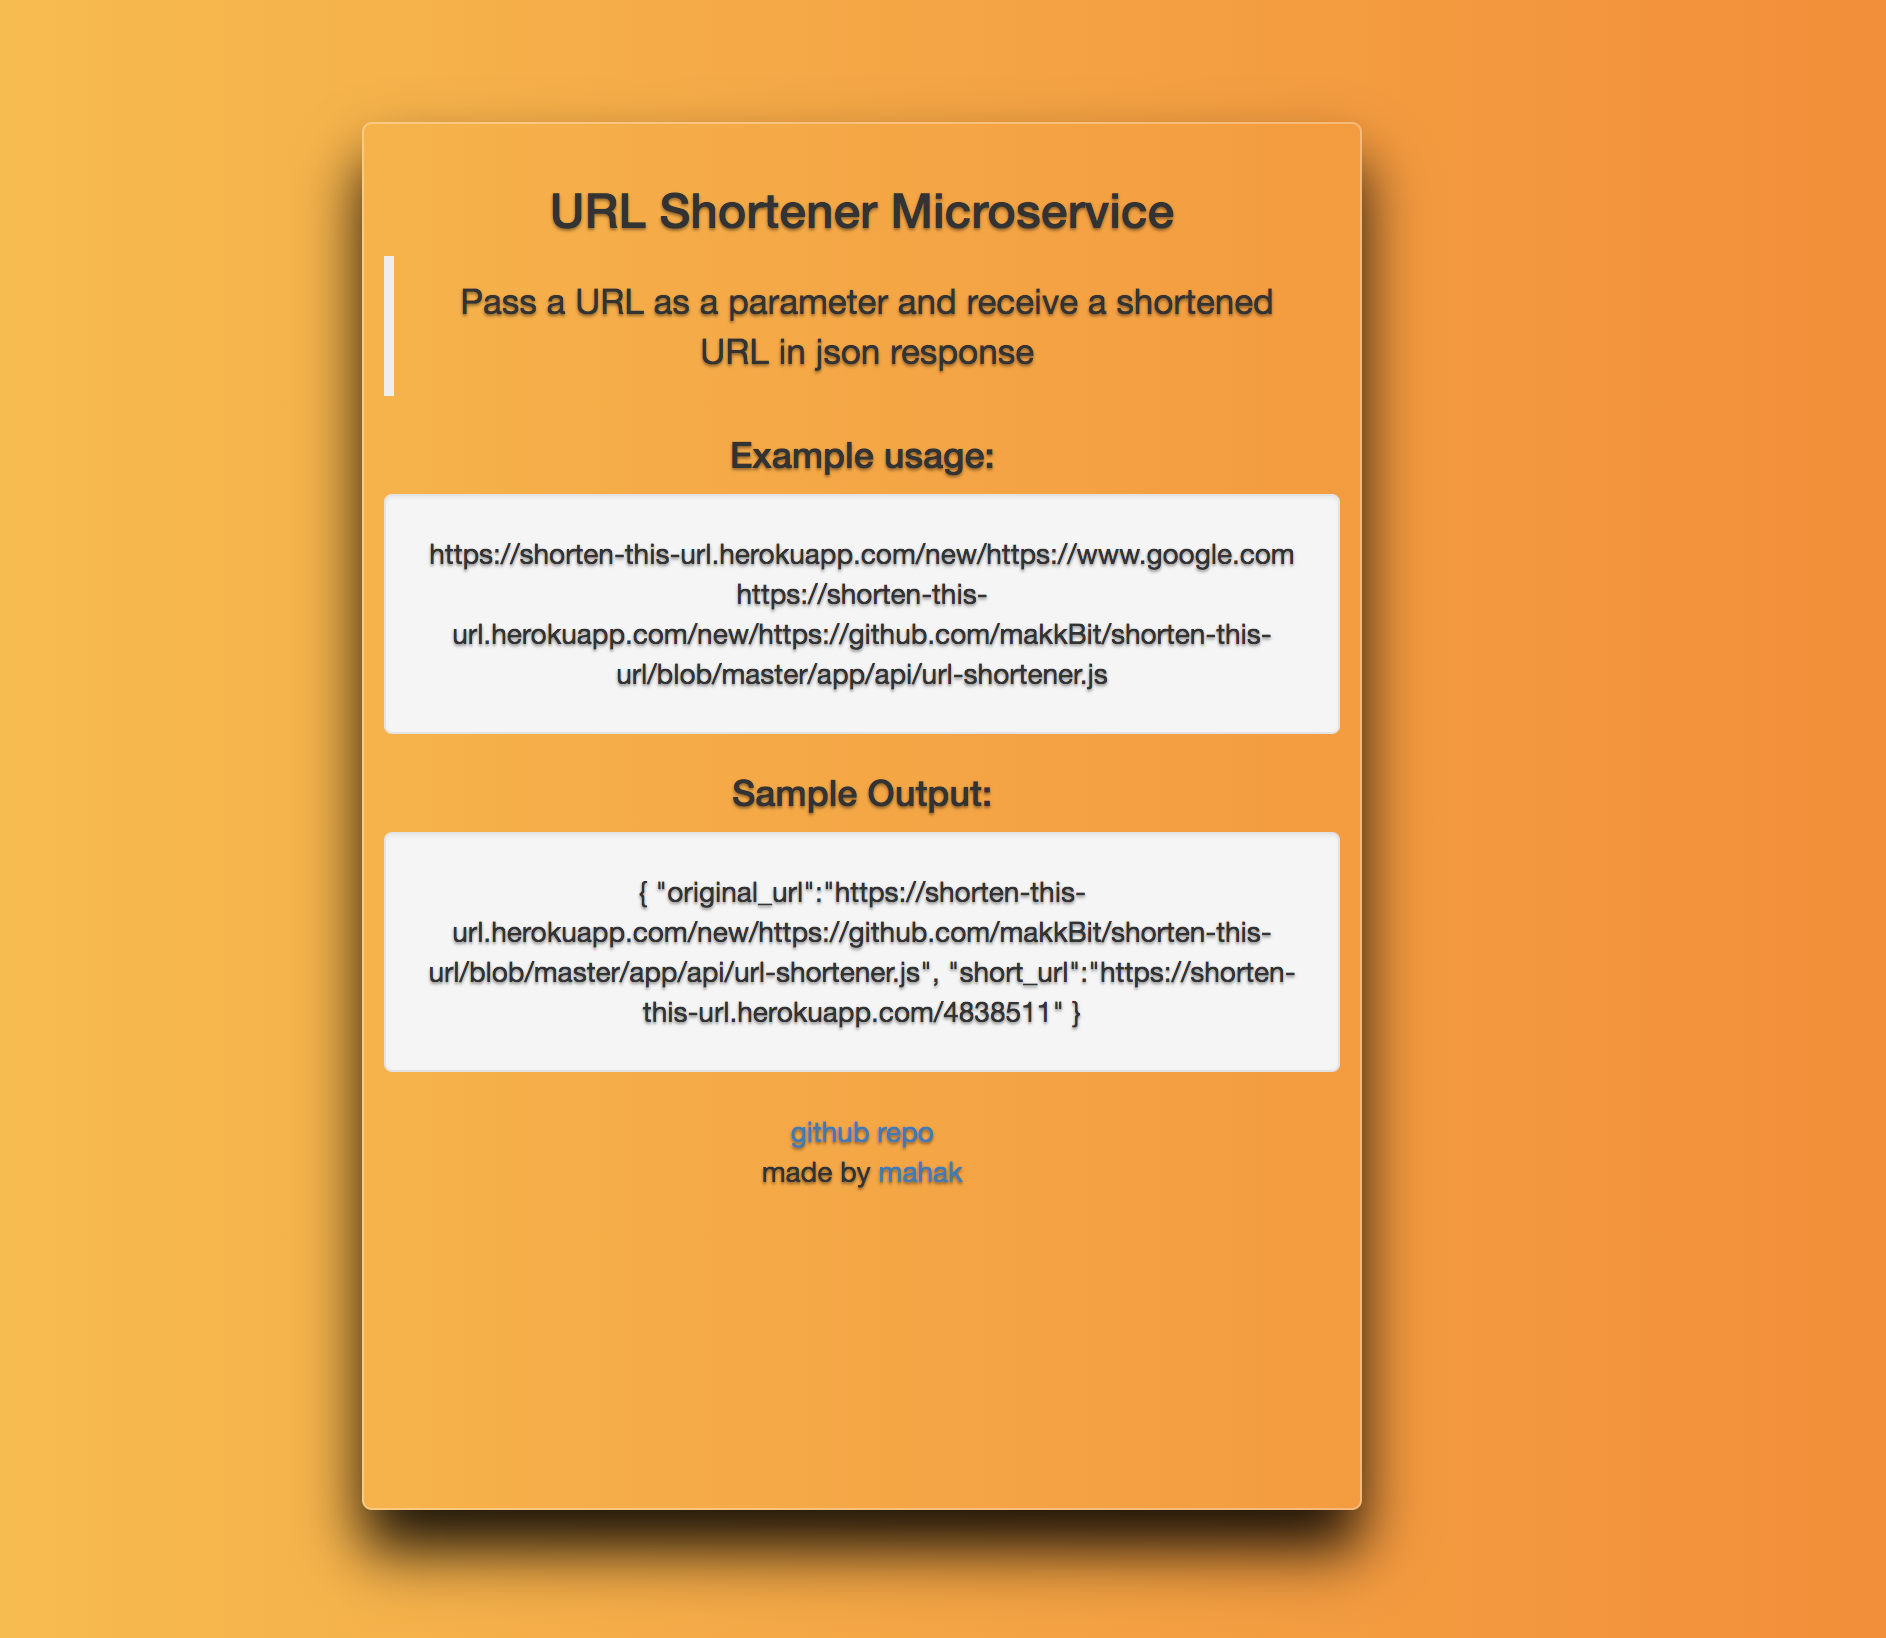 URL Shortener Microservice
Pass a URL as a parameter and receive a shortened
URL in json response
Example usage:
https://shorten-this-url.herokuapp.com/new/https://www.google.com
https://shorten-this-
url.herokuapp.com/new/https://github.com/makkBit/shorten-this-
url/blob/master/app/api/url-shortener.js
Sample Output:
{ "original_url":"https://shorten-this-
url.herokuapp.com/new/https://github.com/makkBit/shorten-this-
url/blob/master/app/api/url-shortener.js", "short_url":"https://shorten-
this-url.herokuapp.com/4838511" }
github repo
made by mahak